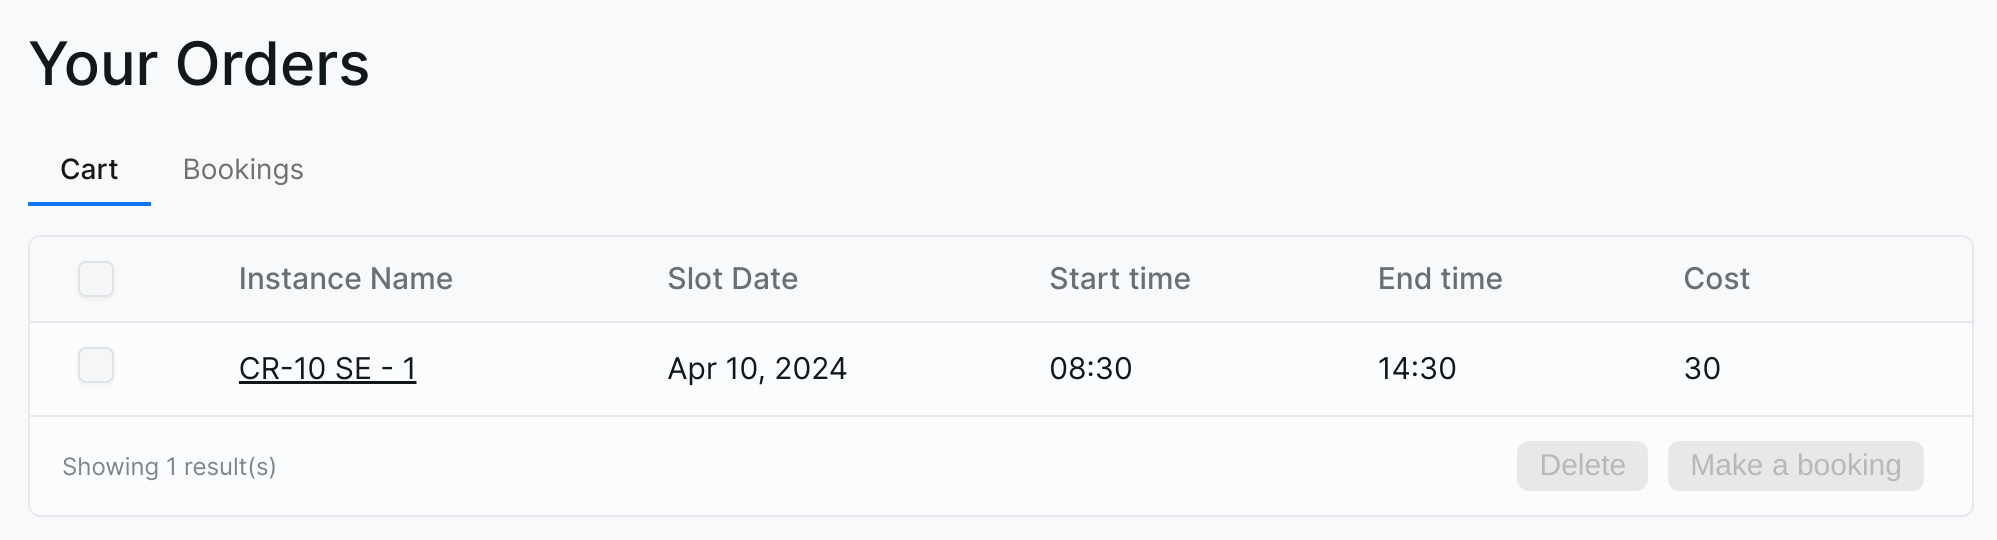 Your Orders
Cart Bookings
Instance Name Slot Date Start time End time Cost
CR-10 SE - 1 Apr 10, 2024 08:30 14:30 30
Showing 1 result(s) Delete Make a booking